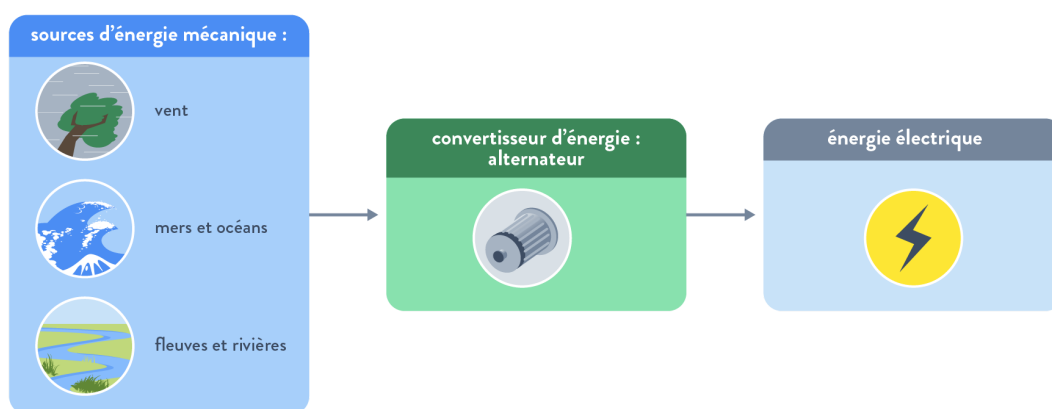 sources d'énergie mécanique :
vent
mers et océans
fleuves et rivières
convertisseur d'énergie :
alternateur
énergie électrique